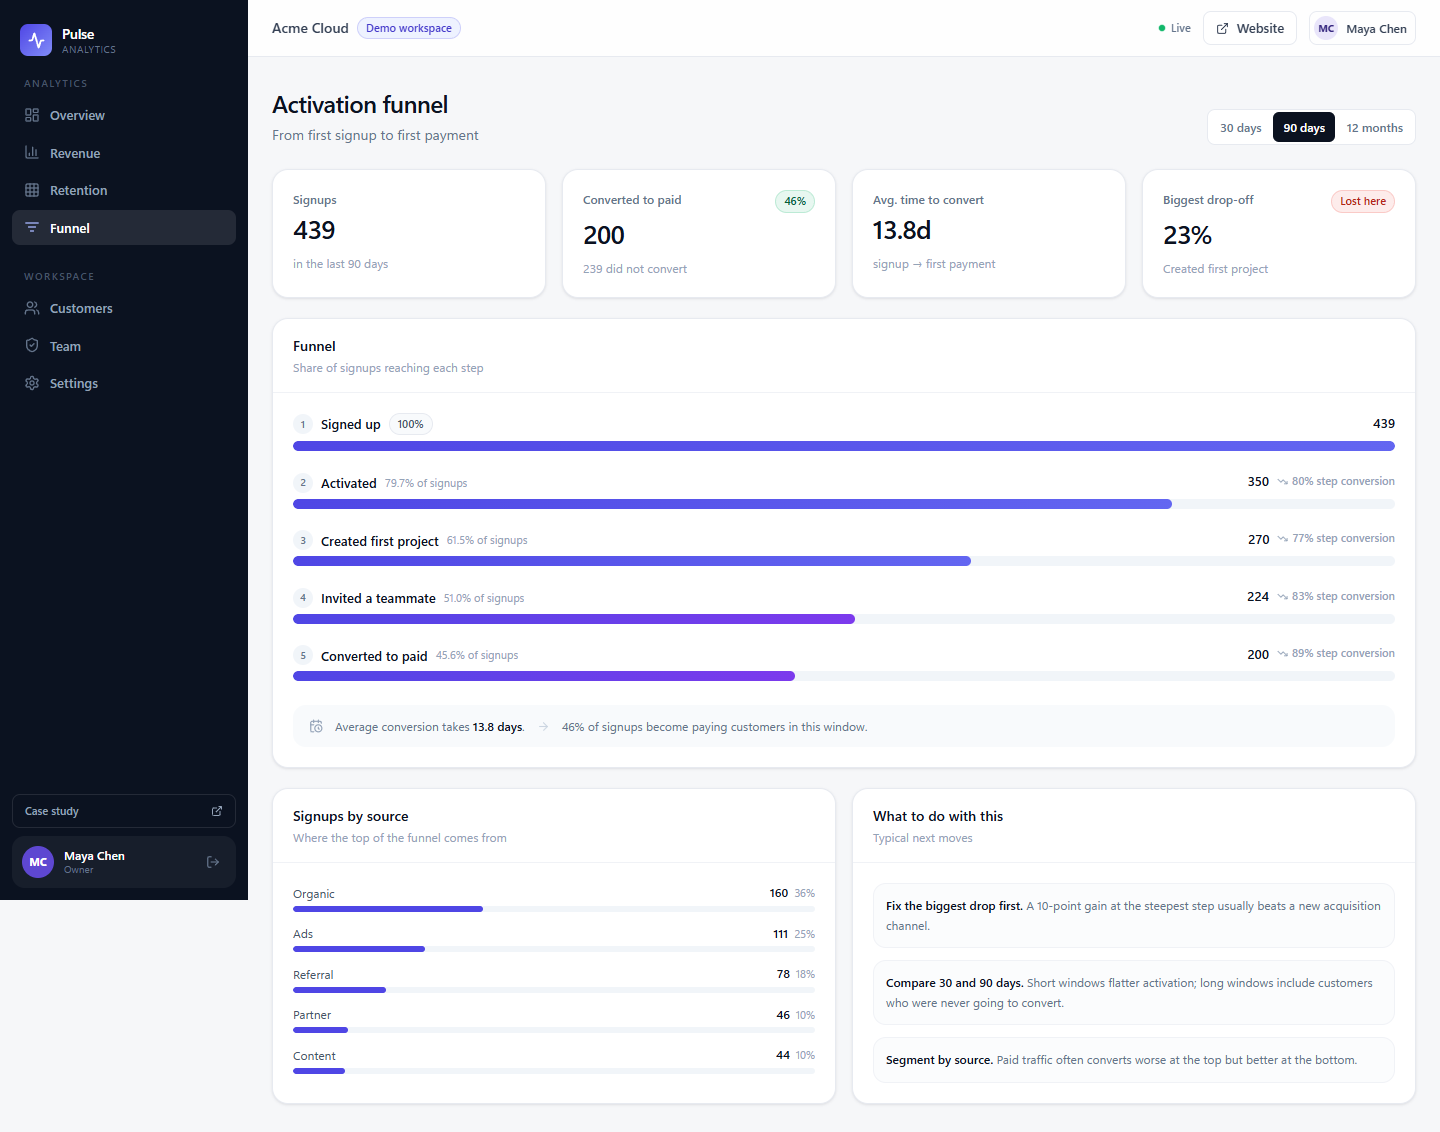 Pulse
ANALYTICS
ANALYTICS
Overview
Revenue
Retention
Funnel
WORKSPACE
Customers
Team
Settings
Case study
MC
Maya Chen
Owner
Acme Cloud
Demo workspace
Live
Website
MC
Maya Chen
Activation funnel
From first signup to first payment
30 days
90 days
12 months
Signups
439
in the last 90 days
Converted to paid
46%
200
239 did not convert
Avg. time to convert
13.8d
signup → first payment
Biggest drop-off
Lost here
23%
Created first project
Funnel
Share of signups reaching each step
1 Signed up 100% 439
2 Activated 79.7% of signups 350 80% step conversion
3 Created first project 61.5% of signups 270 77% step conversion
4 Invited a teammate 51.0% of signups 224 83% step conversion
5 Converted to paid 45.6% of signups 200 89% step conversion
Average conversion takes 13.8 days. → 46% of signups become paying customers in this window.
Signups by source
Where the top of the funnel comes from
Organic 160 36%
Ads 111 25%
Referral 78 18%
Partner 46 10%
Content 44 10%
What to do with this
Typical next moves
Fix the biggest drop first. A 10-point gain at the steepest step usually beats a new acquisition
channel.
Compare 30 and 90 days. Short windows flatter activation; long windows include customers
who were never going to convert.
Segment by source. Paid traffic often converts worse at the top but better at the bottom.